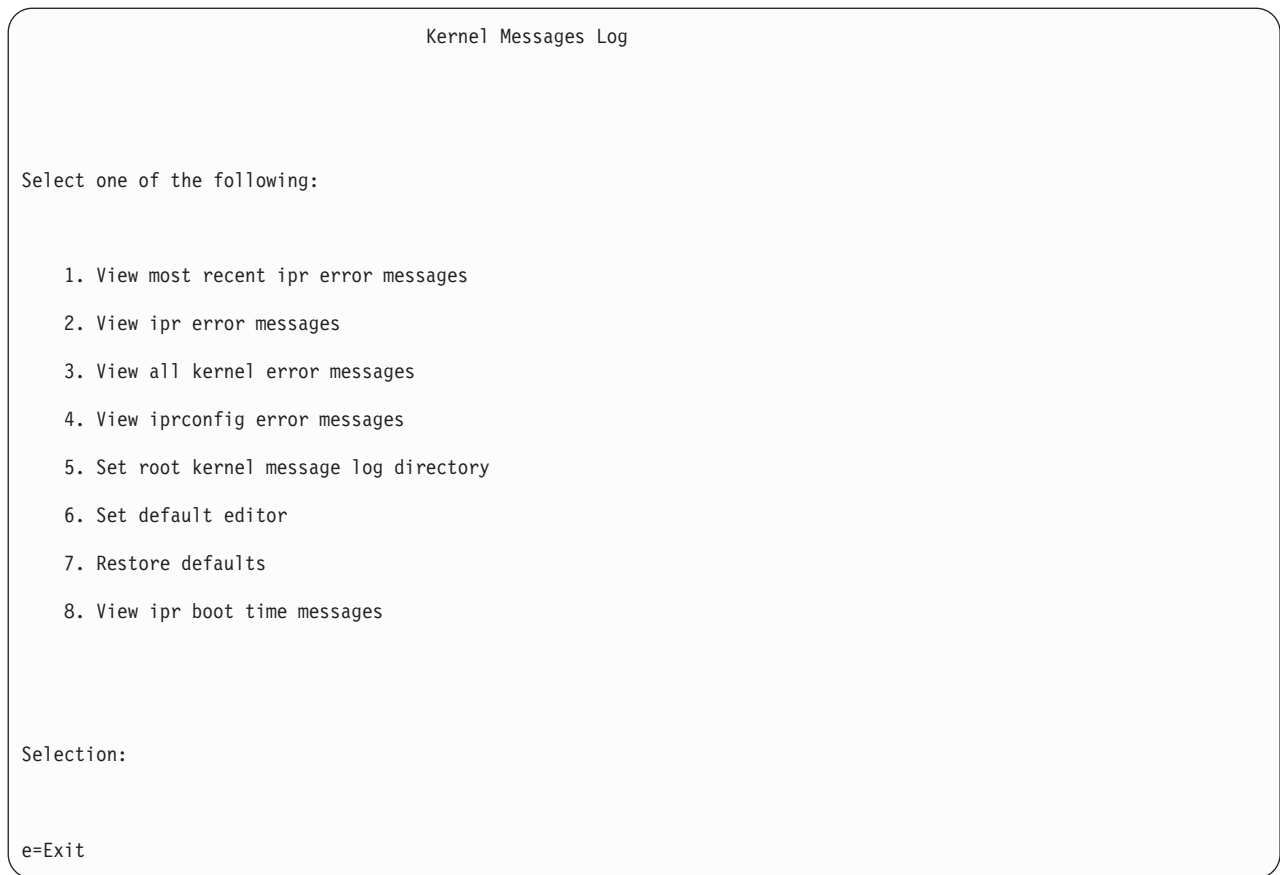 Kernel Messages Log
Select one of the following:
1. View most recent ipr error messages
2. View ipr error messages
3. View all kernel error messages
4. View iprconfig error messages
5. Set root kernel message log directory
6. Set default editor
7. Restore defaults
8. View ipr boot time messages
Selection:
e=Exit